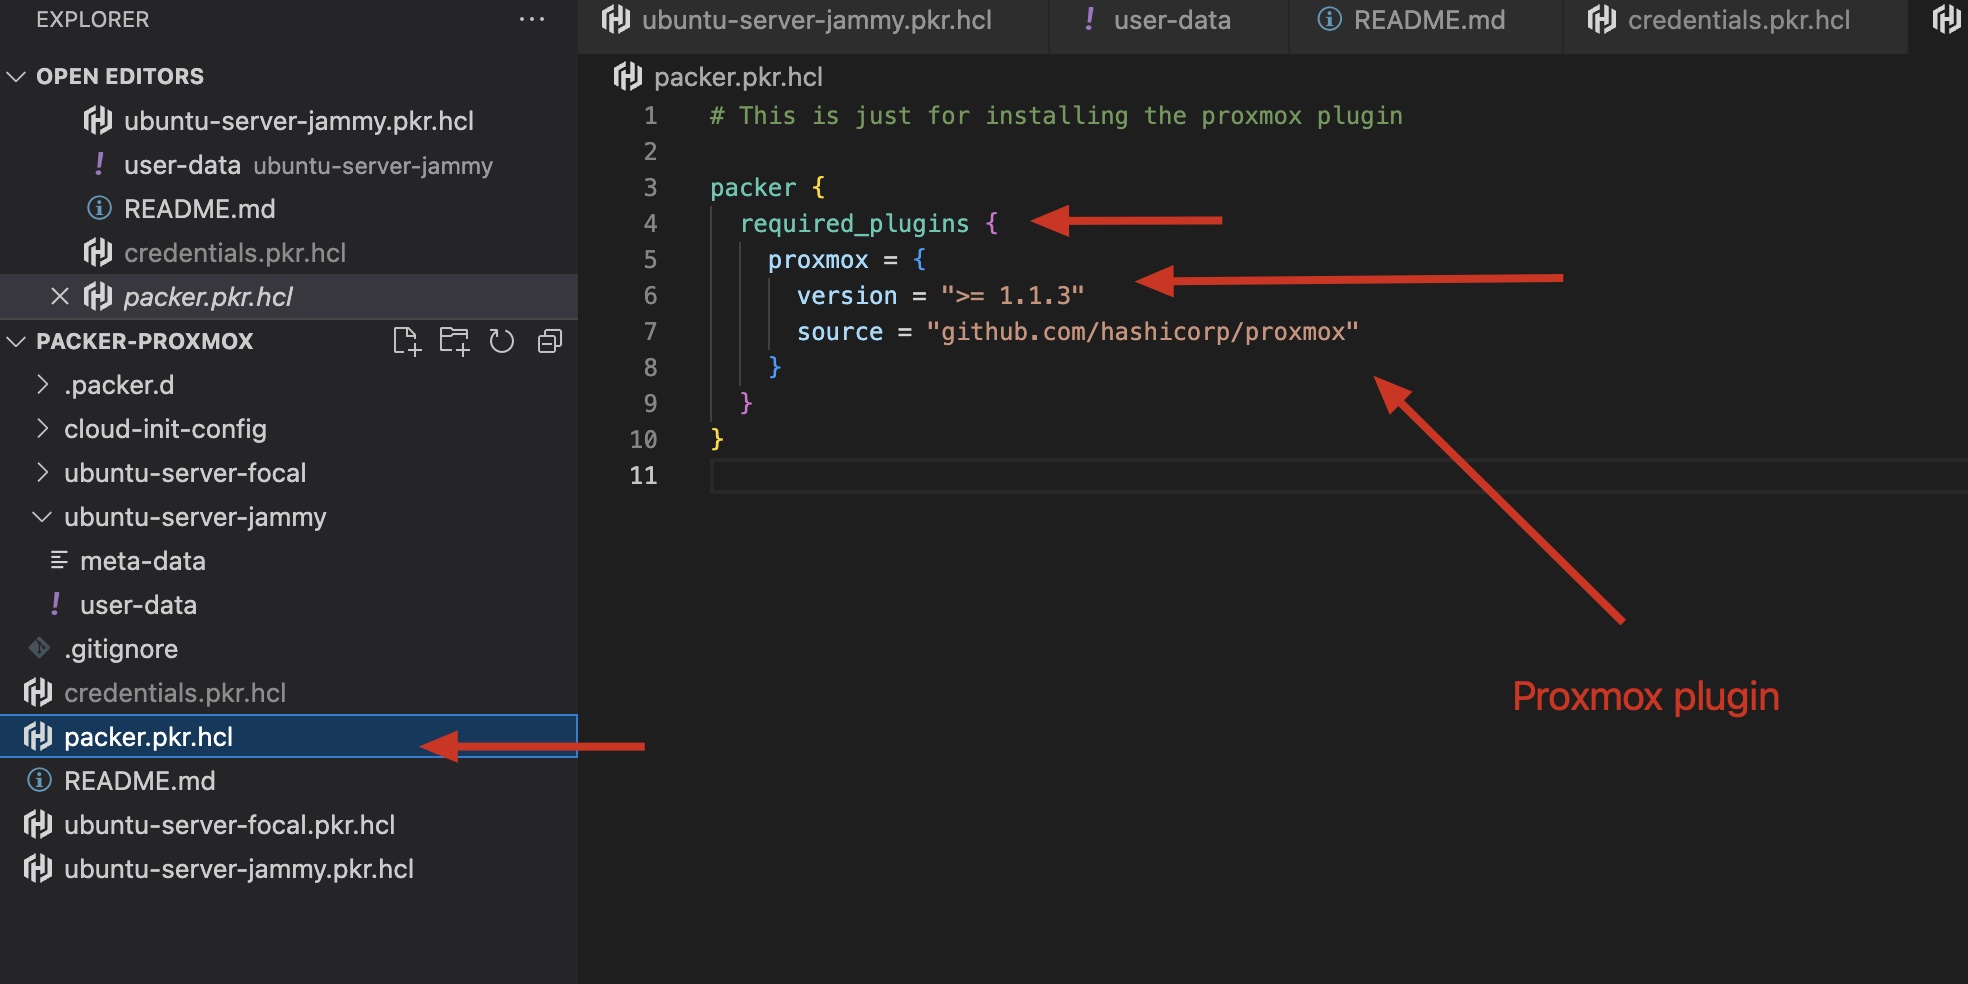 EXPLORER
OPEN EDITORS
ubuntu-server-jammy.pkr.hcl
! user-data ubuntu-server-jammy
README.md
credentials.pkr.hcl
packer.pkr.hcl
PACKER-PROXMOX
.packer.d
cloud-init-config
ubuntu-server-focal
ubuntu-server-jammy
meta-data
! user-data
.gitignore
credentials.pkr.hcl
packer.pkr.hcl
README.md
ubuntu-server-focal.pkr.hcl
ubuntu-server-jammy.pkr.hcl
ubuntu-server-jammy.pkr.hcl ! user-data README.md credentials.pkr.hcl
packer.pkr.hcl
1 # This is just for installing the proxmox plugin
2
3 packer {
4 required_plugins {
5 proxmox = {
6 version = ">= 1.1.3"
7 source = "github.com/hashicorp/proxmox"
8 }
9 }
10 }
11
Proxmox plugin